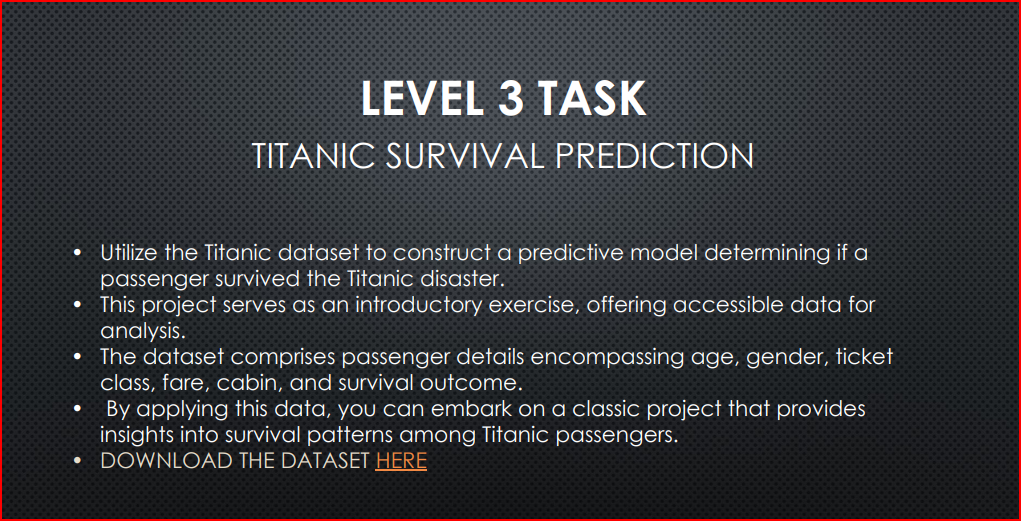 LEVEL 3 TASK
TITANIC SURVIVAL PREDICTION
• Utilize the Titanic dataset to construct a predictive model determining if a
passenger survived the Titanic disaster.
• This project serves as an introductory exercise, offering accessible data for
analysis.
• The dataset comprises passenger details encompassing age, gender, ticket
class, fare, cabin, and survival outcome.
• By applying this data, you can embark on a classic project that provides
insights into survival patterns among Titanic passengers.
• DOWNLOAD THE DATASET HERE